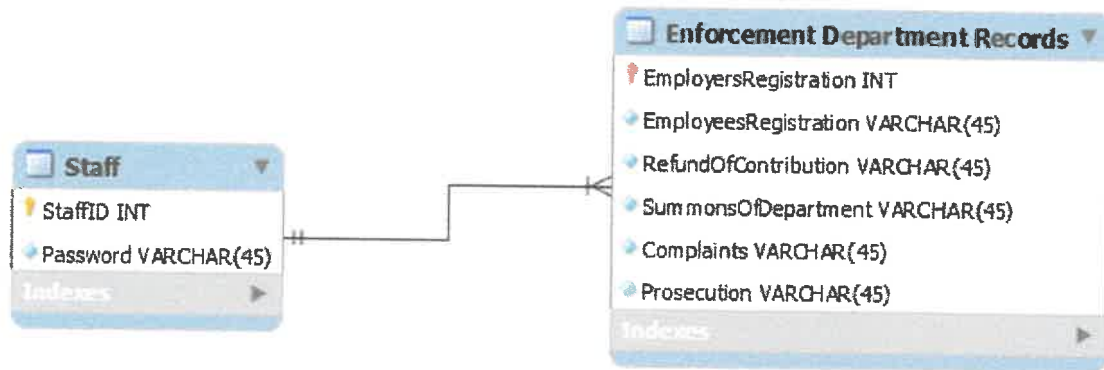 Staff
StaffID INT
Password VARCHAR(45)
Indexes
Enforcement Department Records
EmployersRegistration INT
EmployeesRegistration VARCHAR(45)
RefundOfContribution VARCHAR(45)
SummonsOfDepartment VARCHAR(45)
Complaints VARCHAR(45)
Prosecution VARCHAR(45)
Indexes